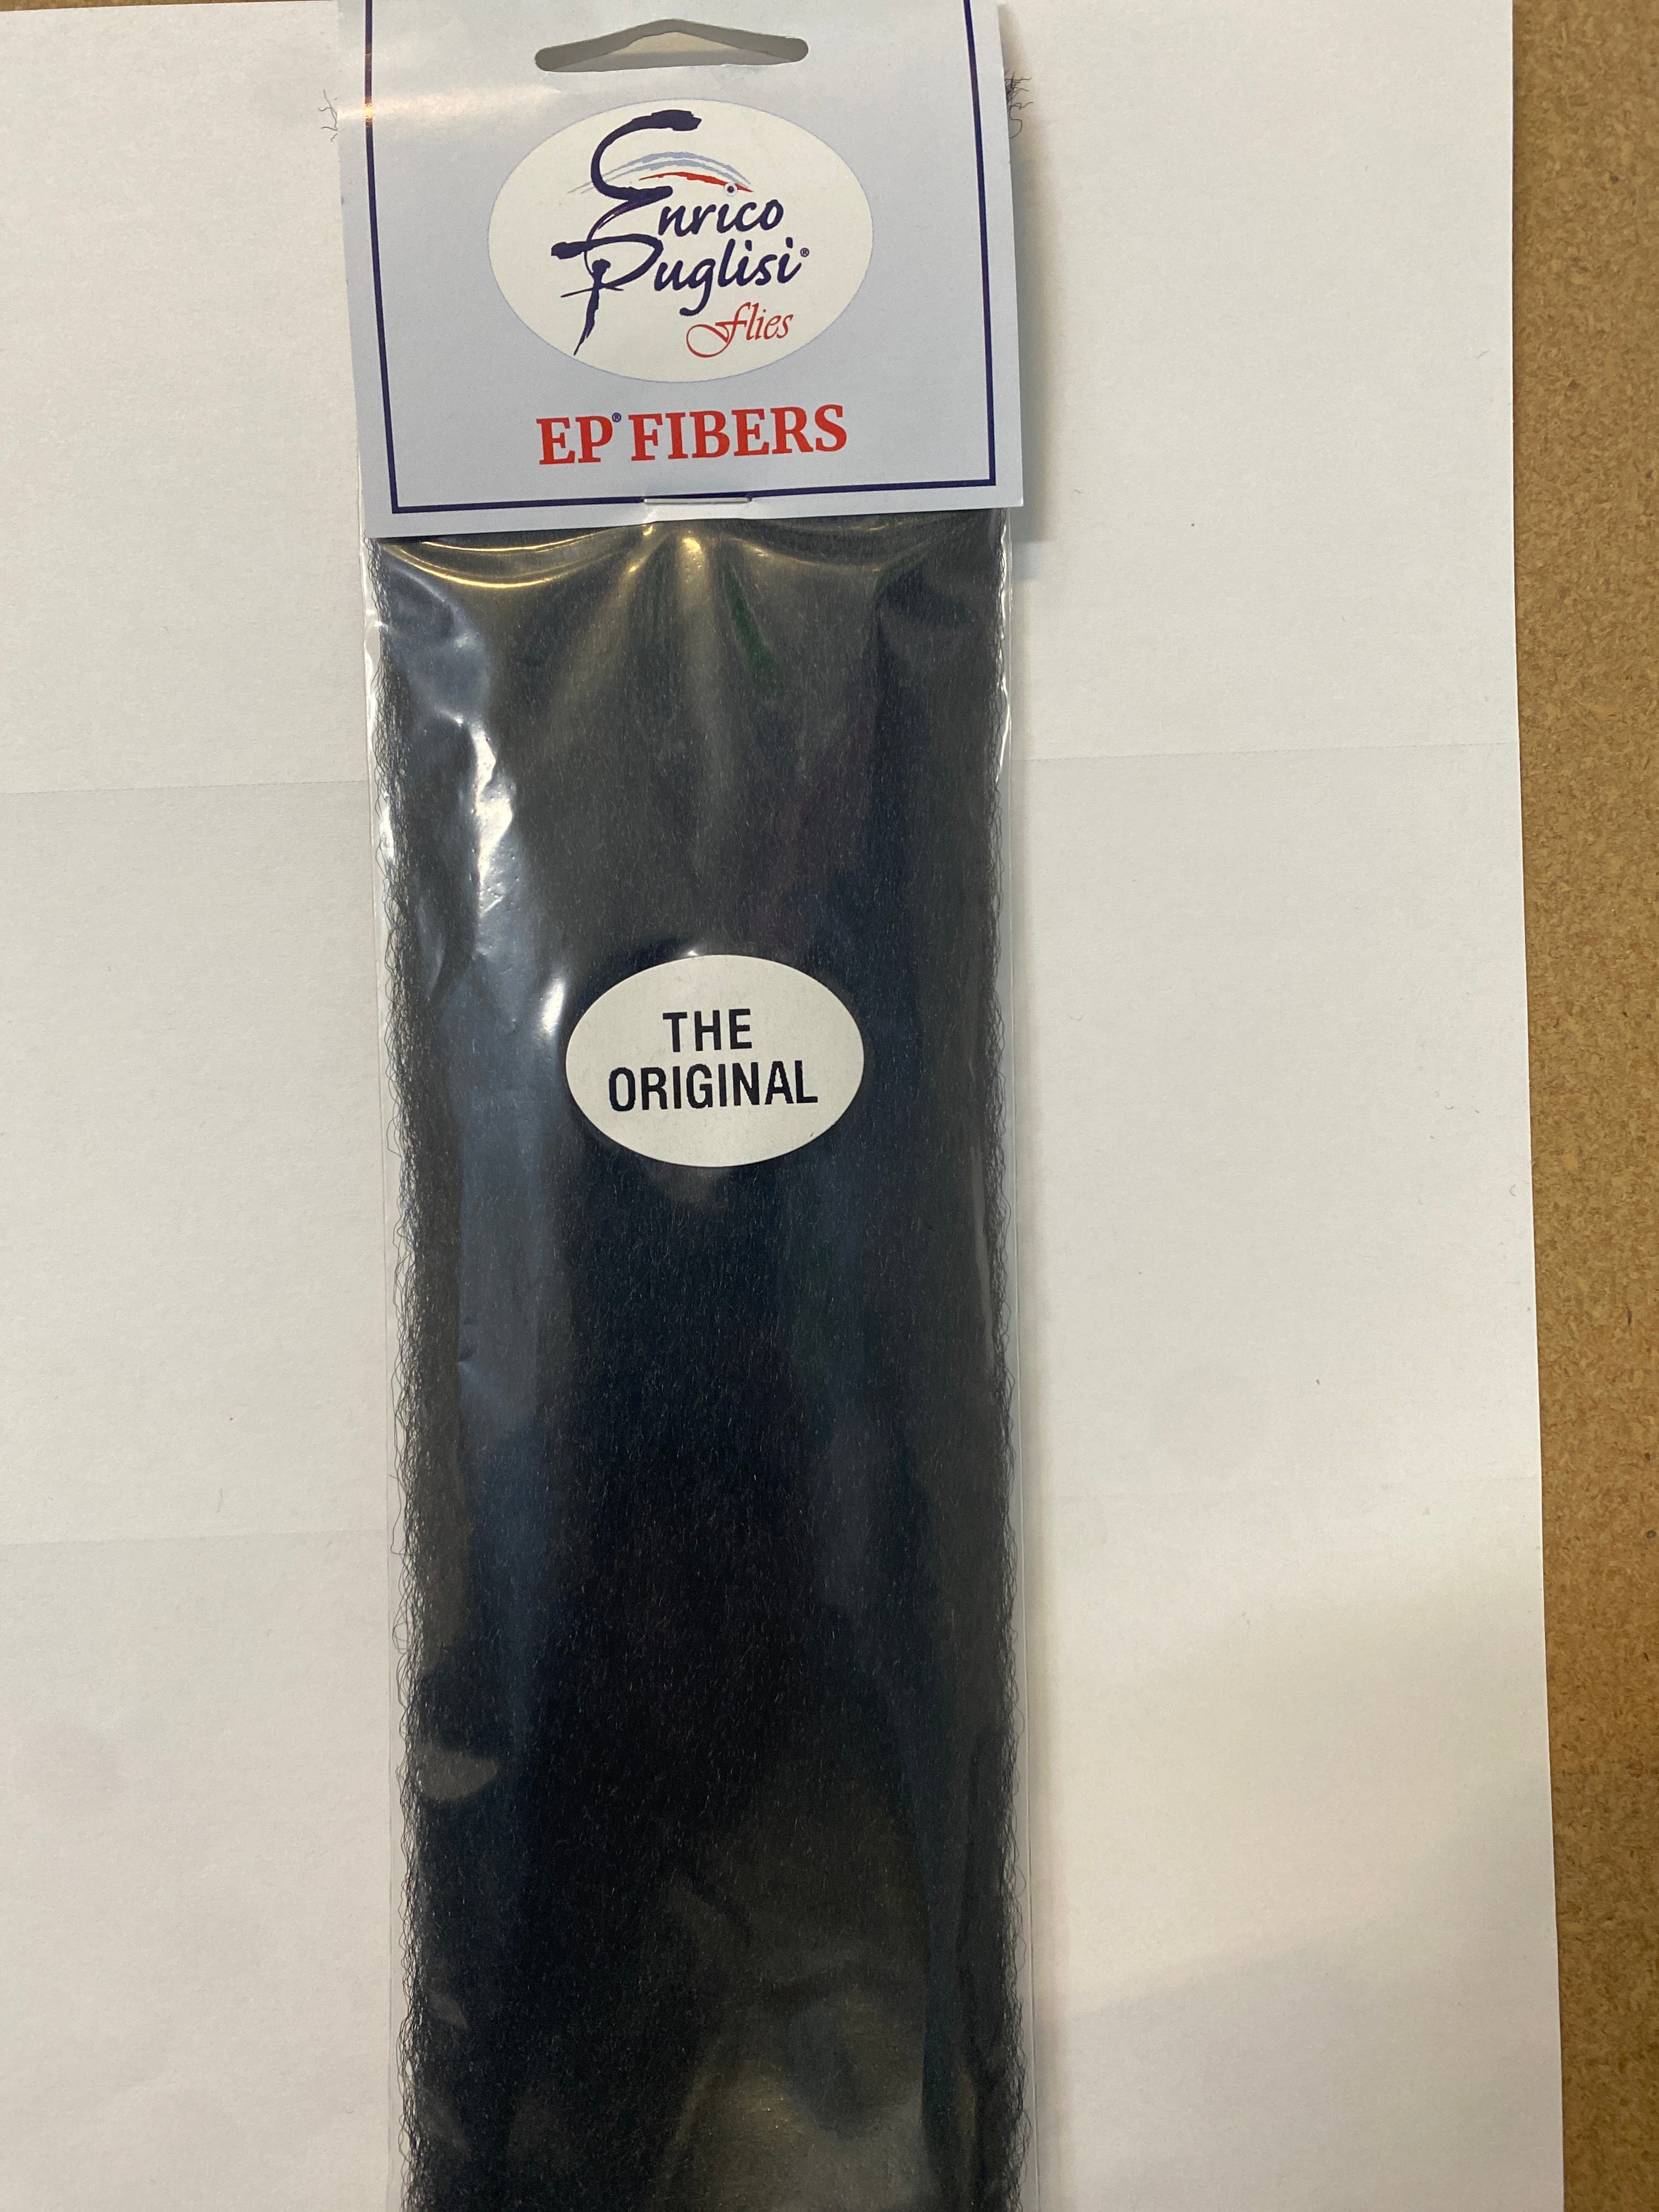 Enrico
Puglisi®
flies
EP® FIBERS
THE
ORIGINAL